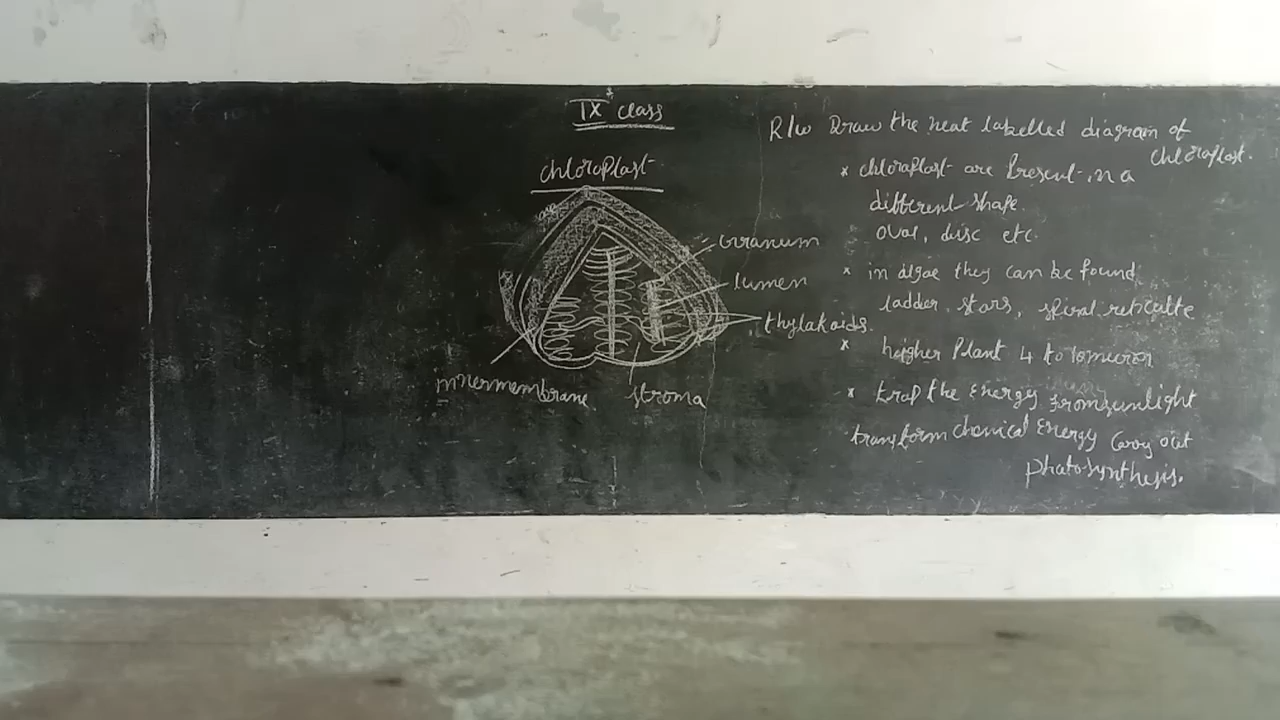 IX class
chloroplast
Granum
lumen
thylakoids
innermembrane
stroma
R/w Draw the neat labelled diagram of
chloroplast.
* chloroplast are present in a
different shape
oval, disc etc.
* in algae they can be found
ladder, stars, spiral reticulte
* heigher plant 4 to 10micron
* trap the energy from sunlight
transform chemical energy carry out
photosynthesis.